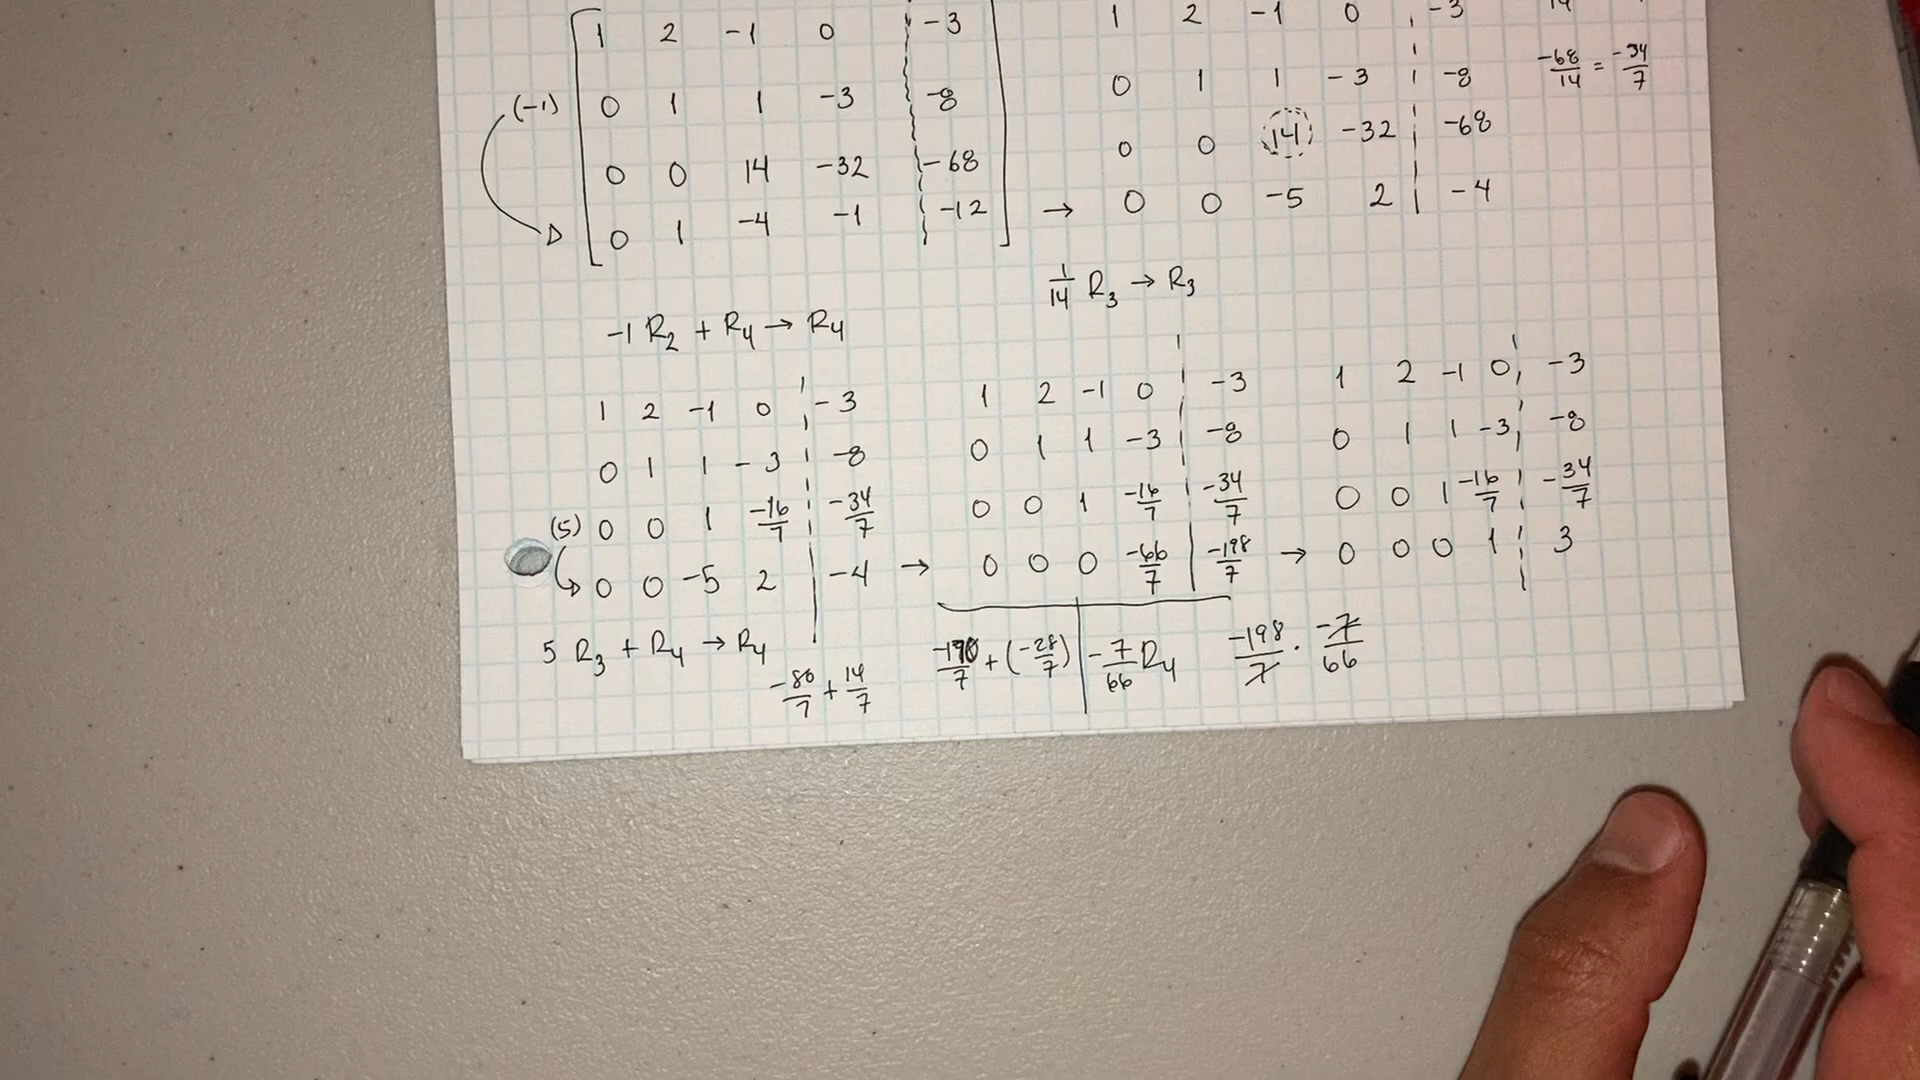 1 2 -1 0 -3
(-1) 0 1 1 -3 -8
0 0 14 -32 -68
0 1 -4 -1 -12
-1 R₂ + R₄ → R₄
1 2 -1 0 -3
0 1 1 -3 -8
0 0 14 -32 -68
→ 0 0 -5 2 -4
1/14 R₃ → R₃
14
-68/14 = -34/7
1 2 -1 0 -3
0 1 1 -3 -8
(5) 0 0 1 -16/7 -34/7
0 0 -5 2 -4
5 R₃ + R₄ → R₄
-80/7 + 14/7
→
1 2 -1 0 -3
0 1 1 -3 -8
0 0 1 -16/7 -34/7
0 0 0 -66/7 -198/7
-170/7 + (-28/7)
-7/66 R₄
-198/7 · -7/66
→
1 2 -1 0 -3
0 1 1 -3 -8
0 0 1 -16/7 -34/7
0 0 0 1 3